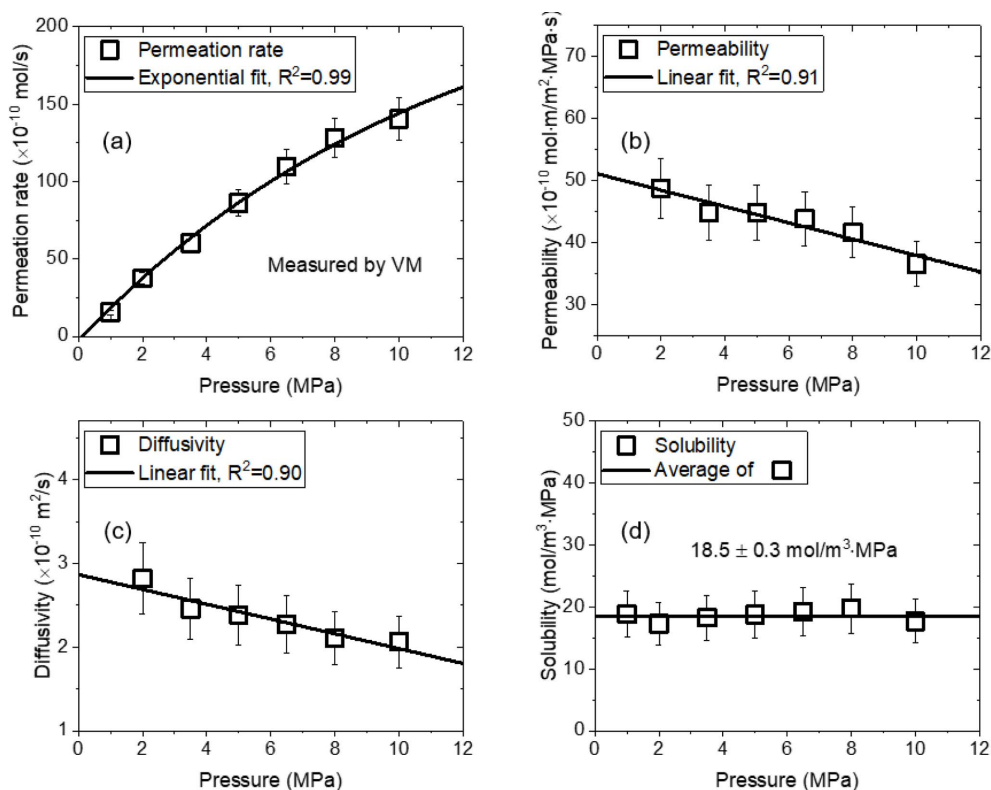 200
150
100
50
0
Permeation rate (×10⁻¹⁰ mol/s)
Permeation rate
Exponential fit, R²=0.99
(a)
Measured by VM
0 2 4 6 8 10 12
Pressure (MPa)
70
60
50
40
30
Permeability (×10⁻¹⁰ mol·m/m²·MPa·s)
Permeability
Linear fit, R²=0.91
(b)
0 2 4 6 8 10 12
Pressure (MPa)
4
3
2
1
Diffusivity (×10⁻¹⁰ m²/s)
Diffusivity
Linear fit, R²=0.90
(c)
0 2 4 6 8 10 12
Pressure (MPa)
50
40
30
20
10
0
Solubility (mol/m³·MPa)
Solubility
Average of
(d)
18.5 ± 0.3 mol/m³·MPa
0 2 4 6 8 10 12
Pressure (MPa)